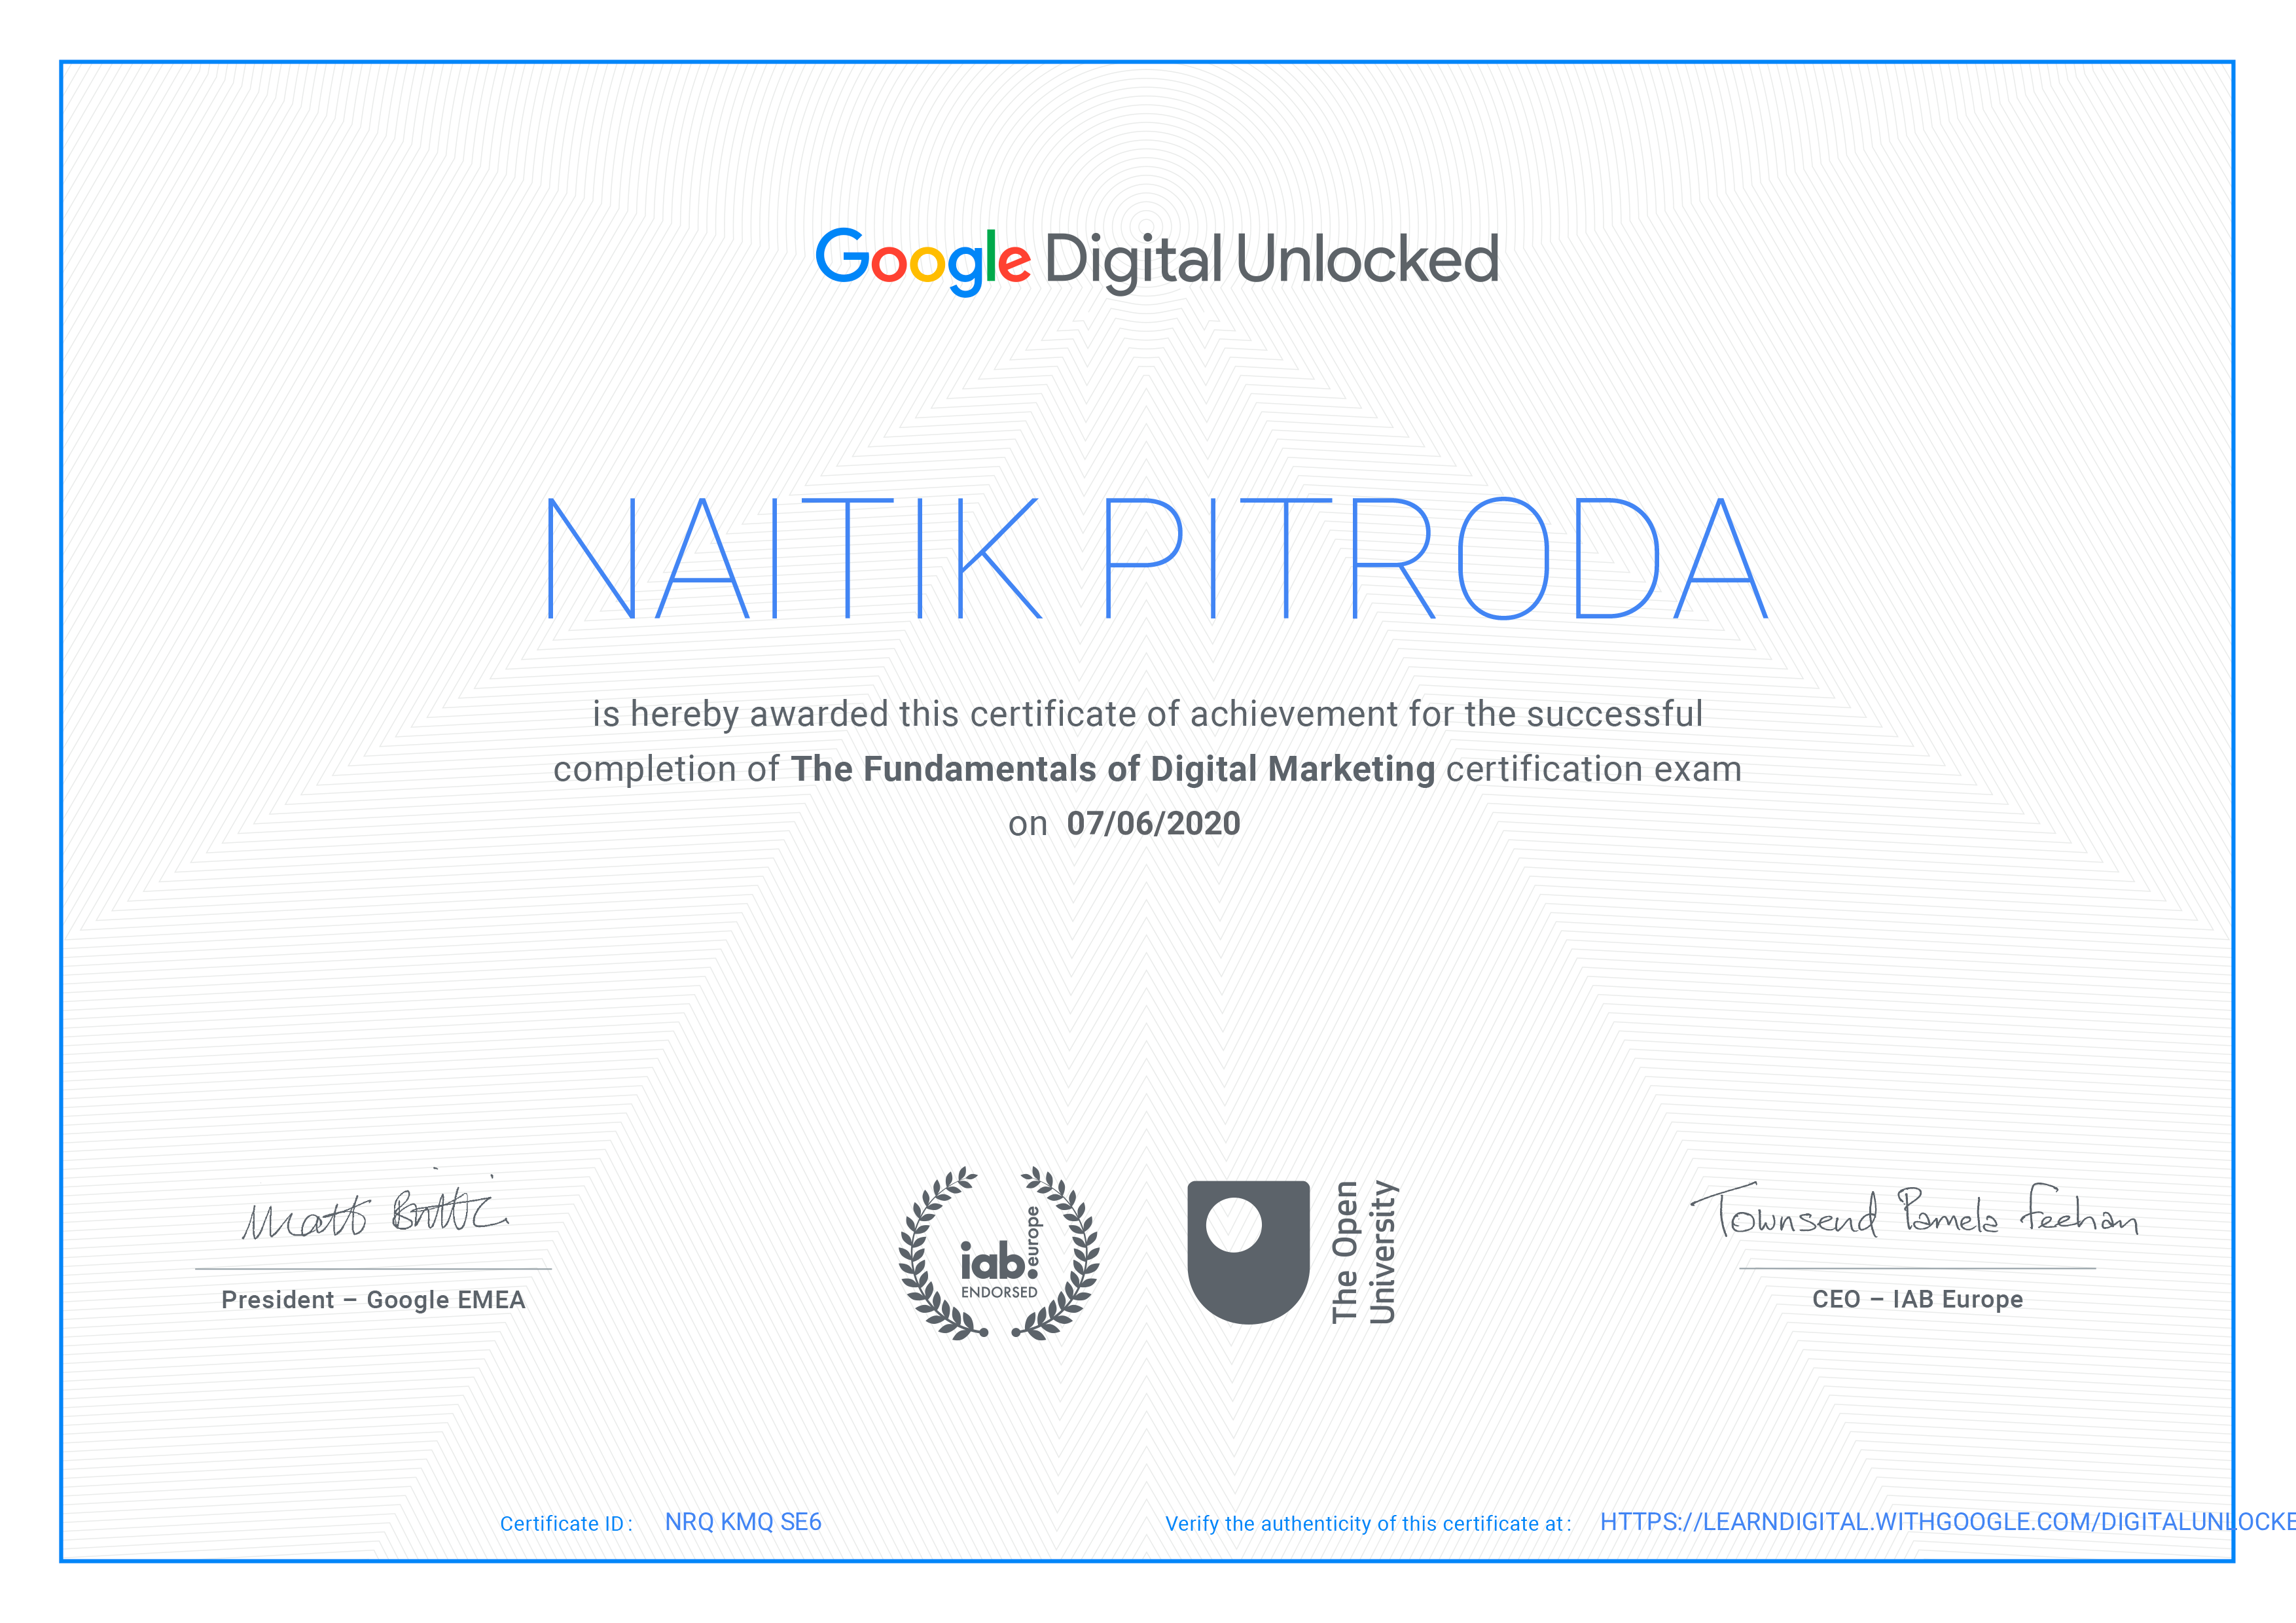 Google Digital Unlocked
NAITIK PITRODA
is hereby awarded this certificate of achievement for the successful
completion of The Fundamentals of Digital Marketing certification exam
on 07/06/2020
Matt Brittin
President – Google EMEA
iab.europe
ENDORSED
The Open
University
Townsend Pamela Feehan
CEO – IAB Europe
Certificate ID: NRQ KMQ SE6
Verify the authenticity of this certificate at: HTTPS://LEARNDIGITAL.WITHGOOGLE.COM/DIGITALUNLOCKE